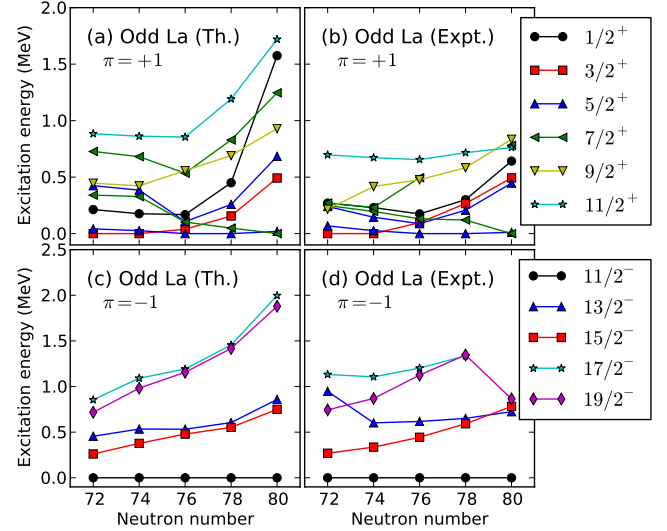 (a) Odd La (Th.)
π=+1
Excitation energy (MeV)
2.0
1.5
1.0
0.5
0.0
(b) Odd La (Expt.)
π=+1
1/2⁺
3/2⁺
5/2⁺
7/2⁺
9/2⁺
11/2⁺
(c) Odd La (Th.)
π=−1
Excitation energy (MeV)
2.5
2.0
1.5
1.0
0.5
0.0
72 74 76 78 80
Neutron number
(d) Odd La (Expt.)
π=−1
72 74 76 78 80
Neutron number
11/2⁻
13/2⁻
15/2⁻
17/2⁻
19/2⁻